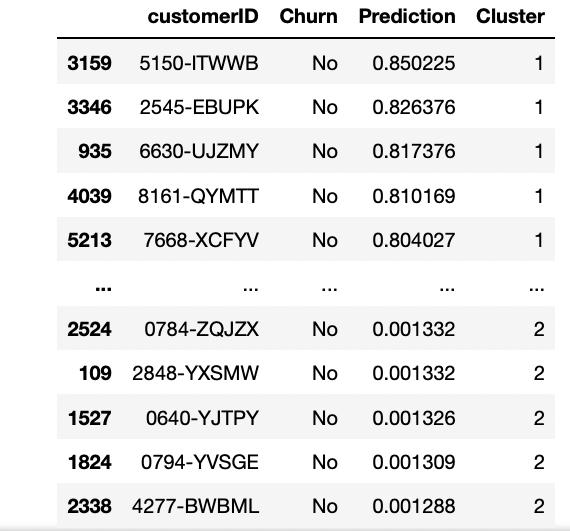 customerID Churn Prediction Cluster
3159 5150-ITWWB No 0.850225 1
3346 2545-EBUPK No 0.826376 1
935 6630-UJZMY No 0.817376 1
4039 8161-QYMTT No 0.810169 1
5213 7668-XCFYV No 0.804027 1
... ... ... ... ...
2524 0784-ZQJZX No 0.001332 2
109 2848-YXSMW No 0.001332 2
1527 0640-YJTPY No 0.001326 2
1824 0794-YVSGE No 0.001309 2
2338 4277-BWBML No 0.001288 2